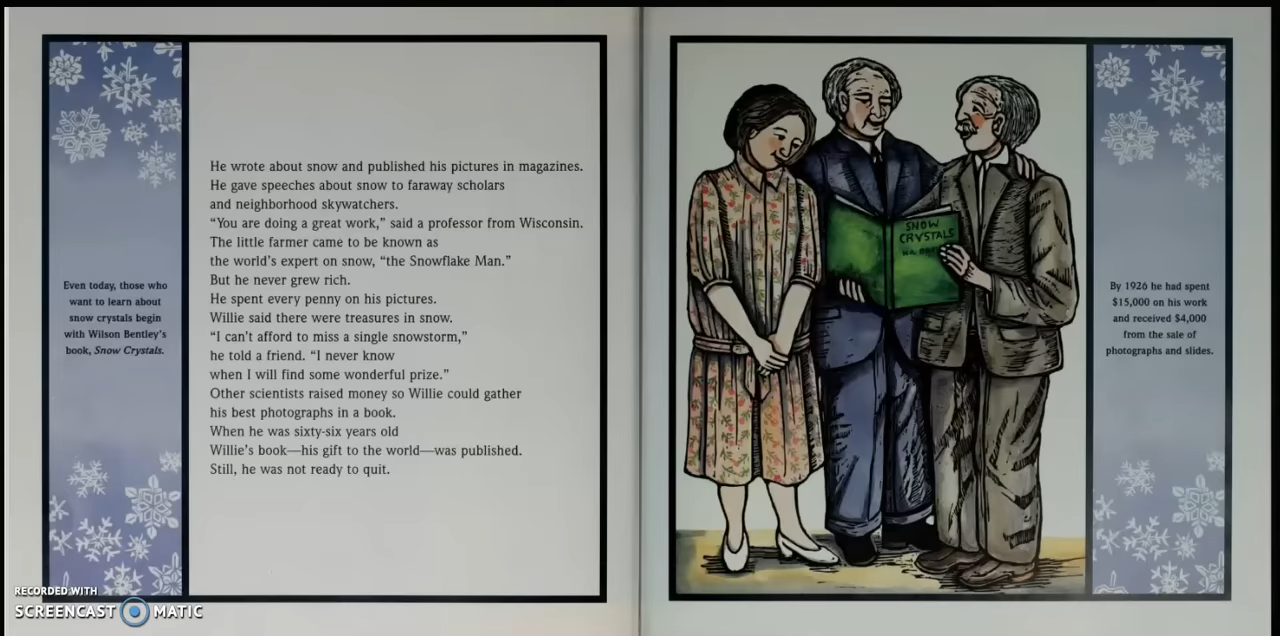 He wrote about snow and published his pictures in magazines.
He gave speeches about snow to faraway scholars
and neighborhood skywatchers.
“You are doing a great work,” said a professor from Wisconsin.
The little farmer came to be known as
the world’s expert on snow, “the Snowflake Man.”
But he never grew rich.
He spent every penny on his pictures.
Willie said there were treasures in snow.
“I can’t afford to miss a single snowstorm,”
he told a friend. “I never know
when I will find some wonderful prize.”
Other scientists raised money so Willie could gather
his best photographs in a book.
When he was sixty-six years old
Willie’s book—his gift to the world—was published.
Still, he was not ready to quit.
Even today, those who
want to learn about
snow crystals begin
with Wilson Bentley’s
book, Snow Crystals.
SNOW
CRYSTALS
By 1926 he had spent
$15,000 on his work
and received $4,000
from the sale of
photographs and slides.
RECORDED WITH
SCREENCAST MATIC